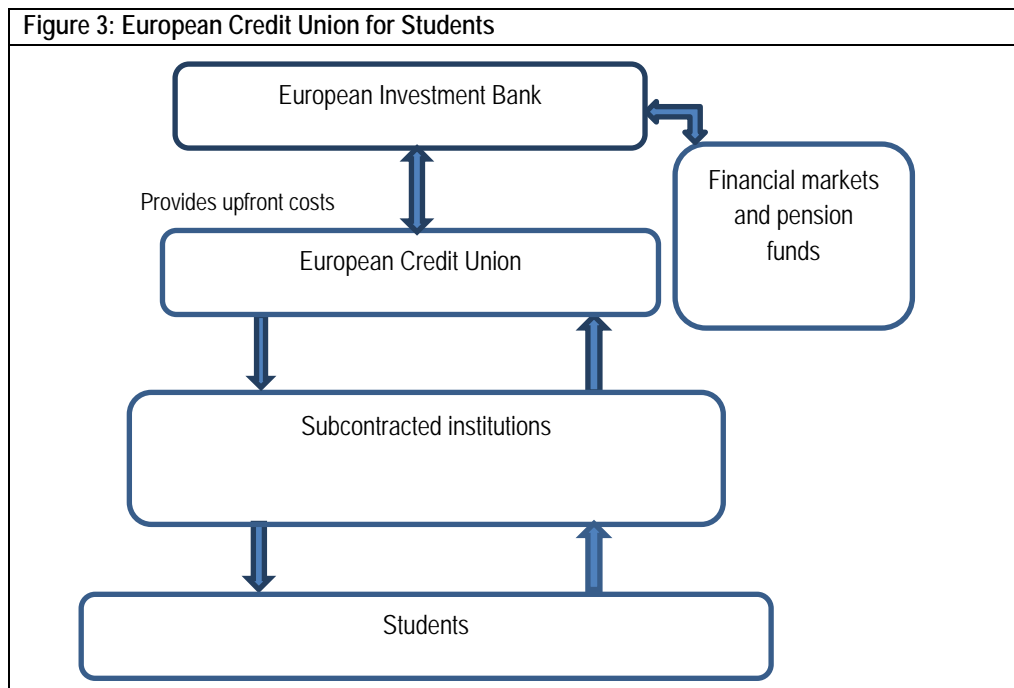 Figure 3: European Credit Union for Students
European Investment Bank
Financial markets
and pension
funds
Provides upfront costs
European Credit Union
Subcontracted institutions
Students